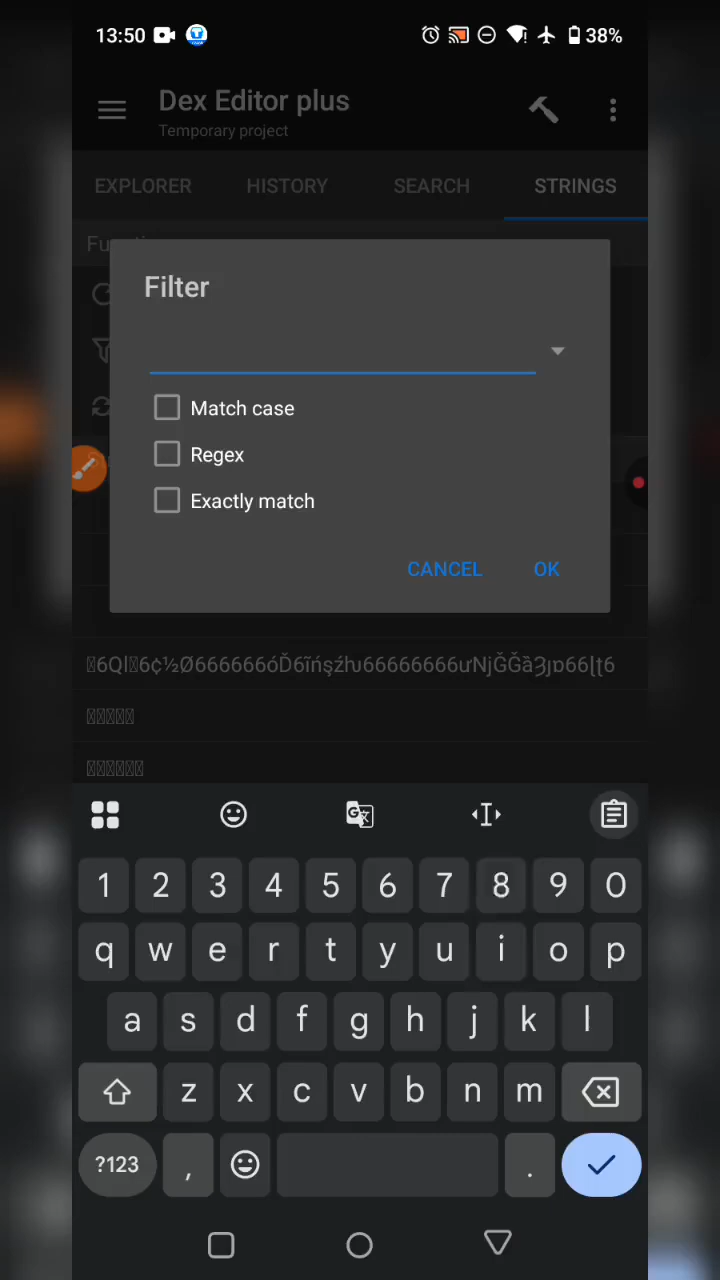 13:50
38%
Dex Editor plus
Temporary project
EXPLORER HISTORY SEARCH STRINGS
Filter
Match case
Regex
Exactly match
CANCEL OK
1 2 3 4 5 6 7 8 9 0
q w e r t y u i o p
a s d f g h j k l
z x c v b n m
?123 , .